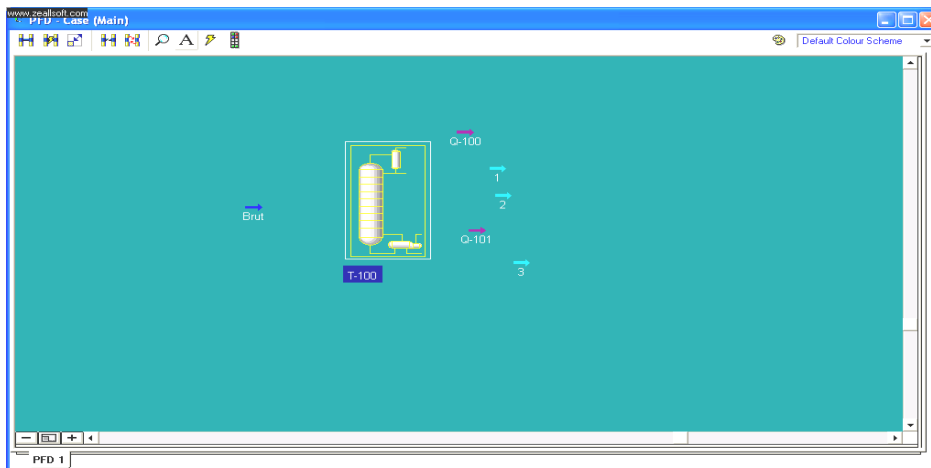 www.zeallsoft.com
PFD - Case (Main)
A
Default Colour Scheme
Q-100
1
2
Brut
Q-101
3
T-100
PFD 1